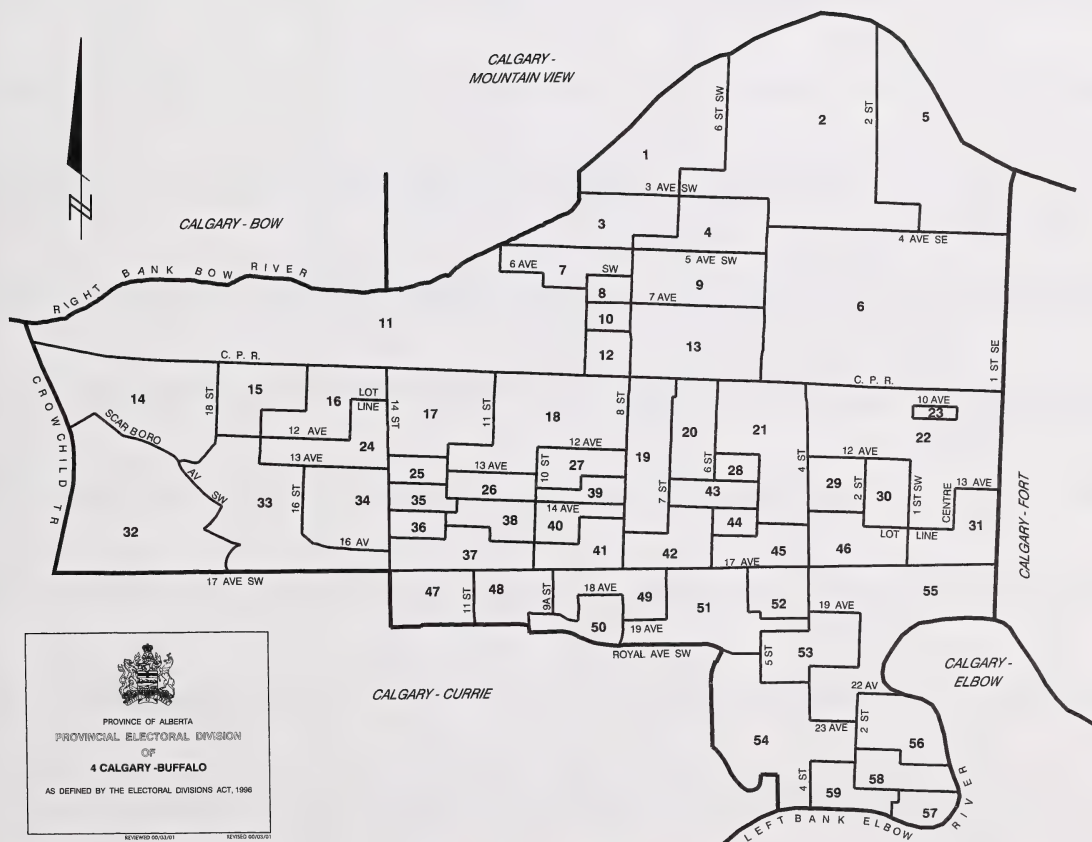 CALGARY -
MOUNTAIN VIEW
6 ST SW
2
2 ST
5
1
3 AVE SW
CALGARY - BOW
3
4
4 AVE SE
RIGHT BANK BOW RIVER
6 AVE
7
SW
5 AVE SW
8
9
7 AVE
6
10
11
12
13
1 ST SE
C. P. R.
C. P. R.
CROWCHILD TR
14
18 ST
15
16
LOT
LINE
14 ST
17
11 ST
18
8 ST
20
21
10 AVE
23
SCARBORO
AV
SW
12 AVE
24
12 AVE
19
6 ST
4 ST
22
12 AVE
13 AVE
25
13 AVE
10 ST
27
28
29
2 ST
30
1 ST SW
CENTRE
13 AVE
33
16 ST
34
35
26
39
7 ST
43
31
32
36
38
14 AVE
40
44
LOT
LINE
16 AV
37
41
42
45
46
17 AVE
CALGARY - FORT
17 AVE SW
47
11 ST
48
9A ST
18 AVE
49
51
52
19 AVE
55
50
19 AVE
ROYAL AVE SW
5 ST
53
CALGARY -
ELBOW
CALGARY - CURRIE
22 AV
23 AVE
2 ST
54
56
4 ST
58
59
57
LEFT BANK ELBOW RIVER
PROVINCE OF ALBERTA
PROVINCIAL ELECTORAL DIVISION
OF
4 CALGARY -BUFFALO
AS DEFINED BY THE ELECTORAL DIVISIONS ACT, 1996
REVIEWED 00/03/01
REVISED 00/03/01